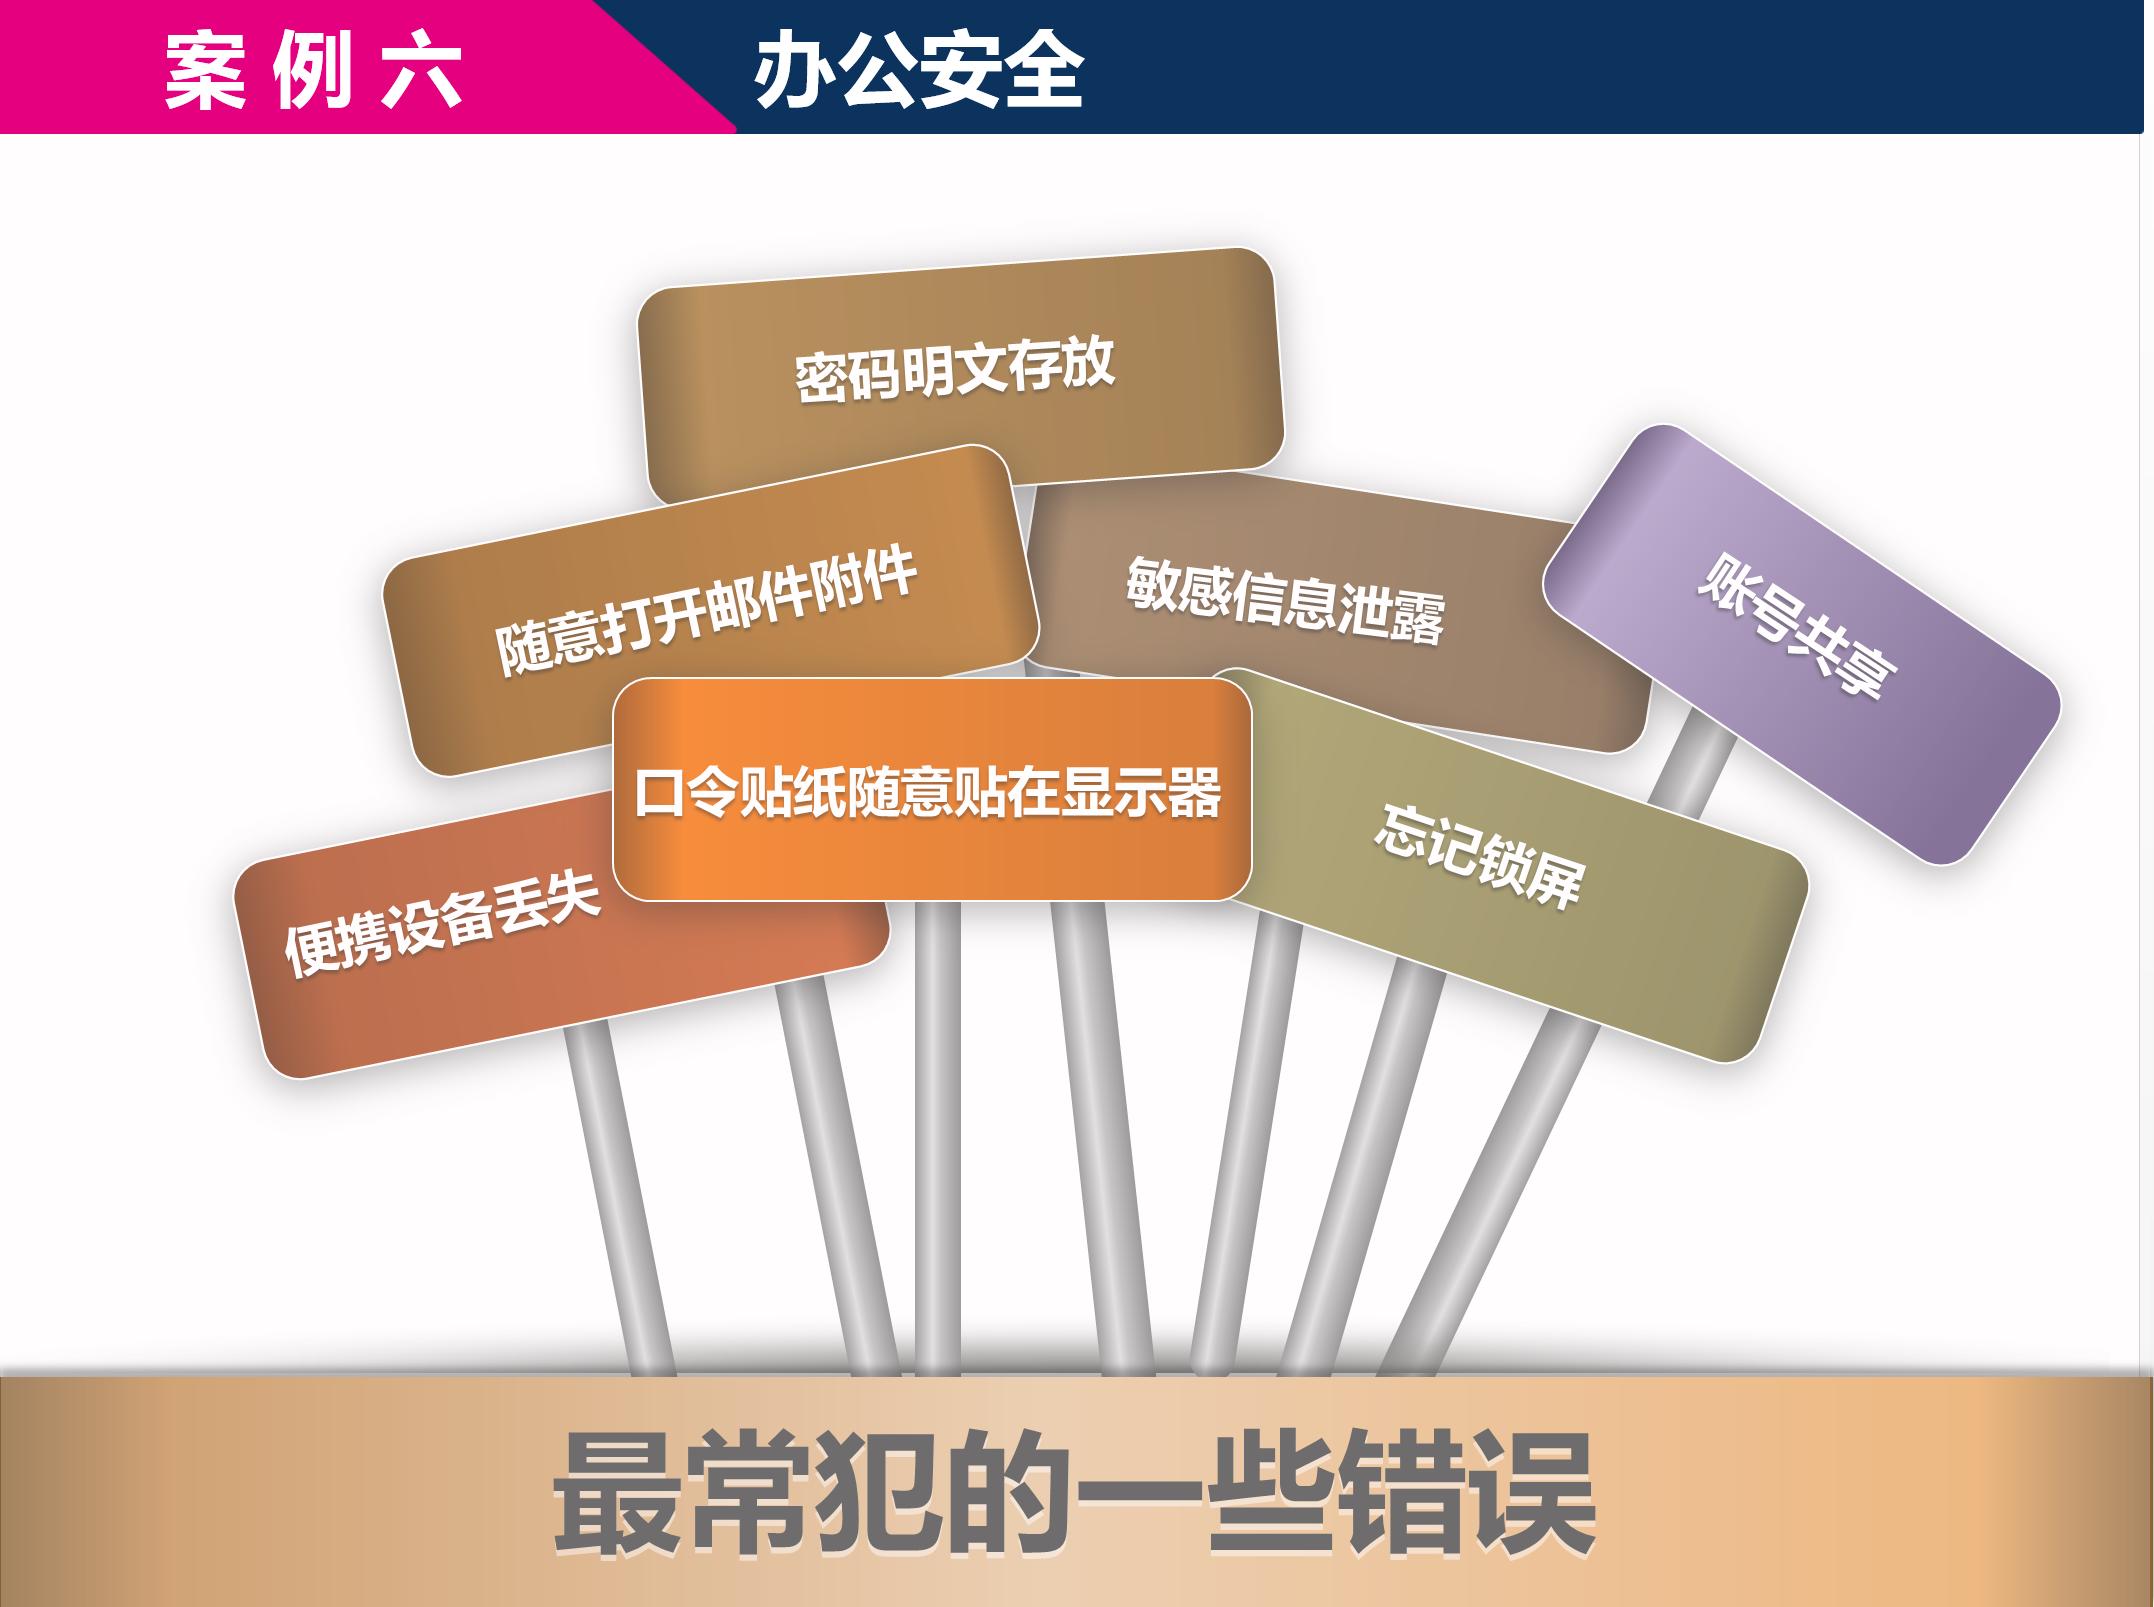 案例六
办公安全
密码明文存放
随意打开邮件附件
敏感信息泄露
账号共享
口令贴纸随意贴在显示器
忘记锁屏
便携设备丢失
最常犯的一些错误